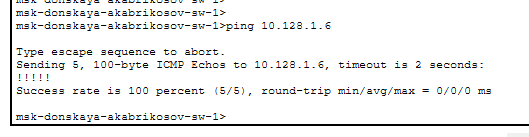 msk-donskaya-akabrikosov-sw-1>
msk-donskaya-akabrikosov-sw-1>
msk-donskaya-akabrikosov-sw-1>ping 10.128.1.6
Type escape sequence to abort.
Sending 5, 100-byte ICMP Echos to 10.128.1.6, timeout is 2 seconds:
!!!!!
Success rate is 100 percent (5/5), round-trip min/avg/max = 0/0/0 ms
msk-donskaya-akabrikosov-sw-1>